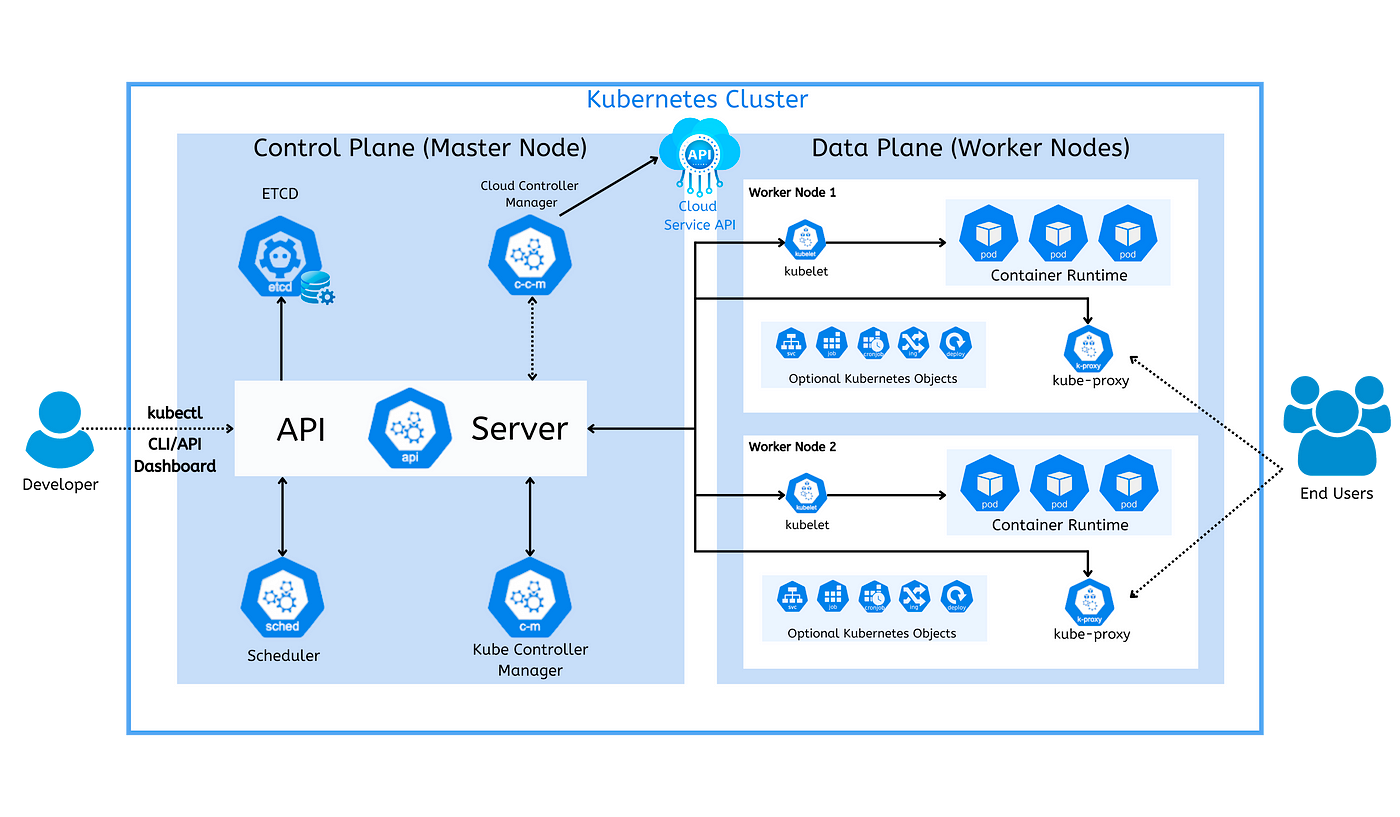 Kubernetes Cluster
Control Plane (Master Node)
ETCD
etcd
Cloud Controller
Manager
c-c-m
API
Cloud
Service API
kubectl
CLI/API
Dashboard
Developer
API
api
Server
sched
Scheduler
c-m
Kube Controller
Manager
Data Plane (Worker Nodes)
Worker Node 1
kubelet
kubelet
pod
pod
pod
Container Runtime
svc
job
cronjob
ing
deploy
Optional Kubernetes Objects
k-proxy
kube-proxy
Worker Node 2
kubelet
kubelet
pod
pod
pod
Container Runtime
svc
job
cronjob
ing
deploy
Optional Kubernetes Objects
k-proxy
kube-proxy
End Users